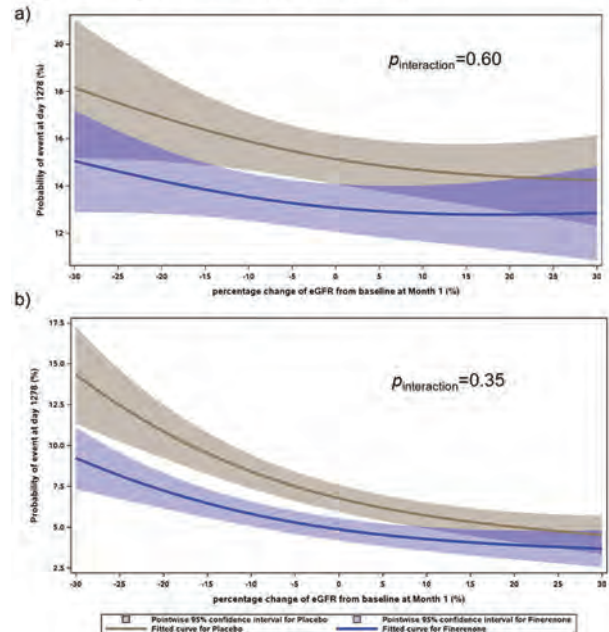 a)
Probability of event at day 1278 (%)
20
18
16
14
12
p interaction=0.60
-30 -25 -20 -15 -10 -5 0 5 10 15 20 25 30
percentage change of eGFR from baseline at Month 1 (%)
b)
Probability of event at day 1278 (%)
17.5
15.0
12.5
10.0
7.5
5.0
2.5
p interaction=0.35
-30 -25 -20 -15 -10 -5 0 5 10 15 20 25 30
percentage change of eGFR from baseline at Month 1 (%)
Pointwise 95% confidence interval for Placebo Pointwise 95% confidence interval for Finerenone
Fitted curve for Placebo Fitted curve for Finerenone